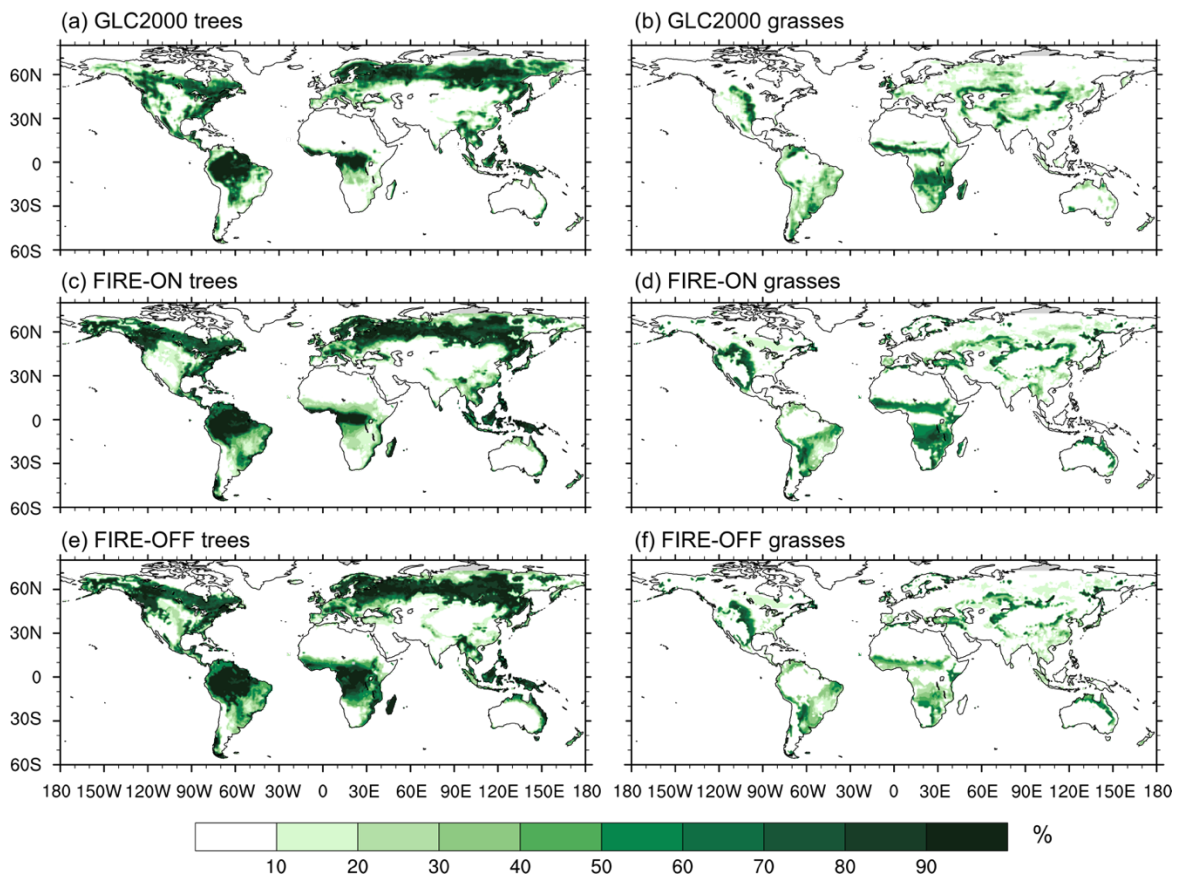 (a) GLC2000 trees
(b) GLC2000 grasses
60N
30N
0
30S
60S
(c) FIRE-ON trees
(d) FIRE-ON grasses
60N
30N
0
30S
60S
(e) FIRE-OFF trees
(f) FIRE-OFF grasses
60N
30N
0
30S
60S
180 150W 120W 90W 60W 30W 0 30E 60E 90E 120E 150E 180
180 150W 120W 90W 60W 30W 0 30E 60E 90E 120E 150E 180
%
10 20 30 40 50 60 70 80 90